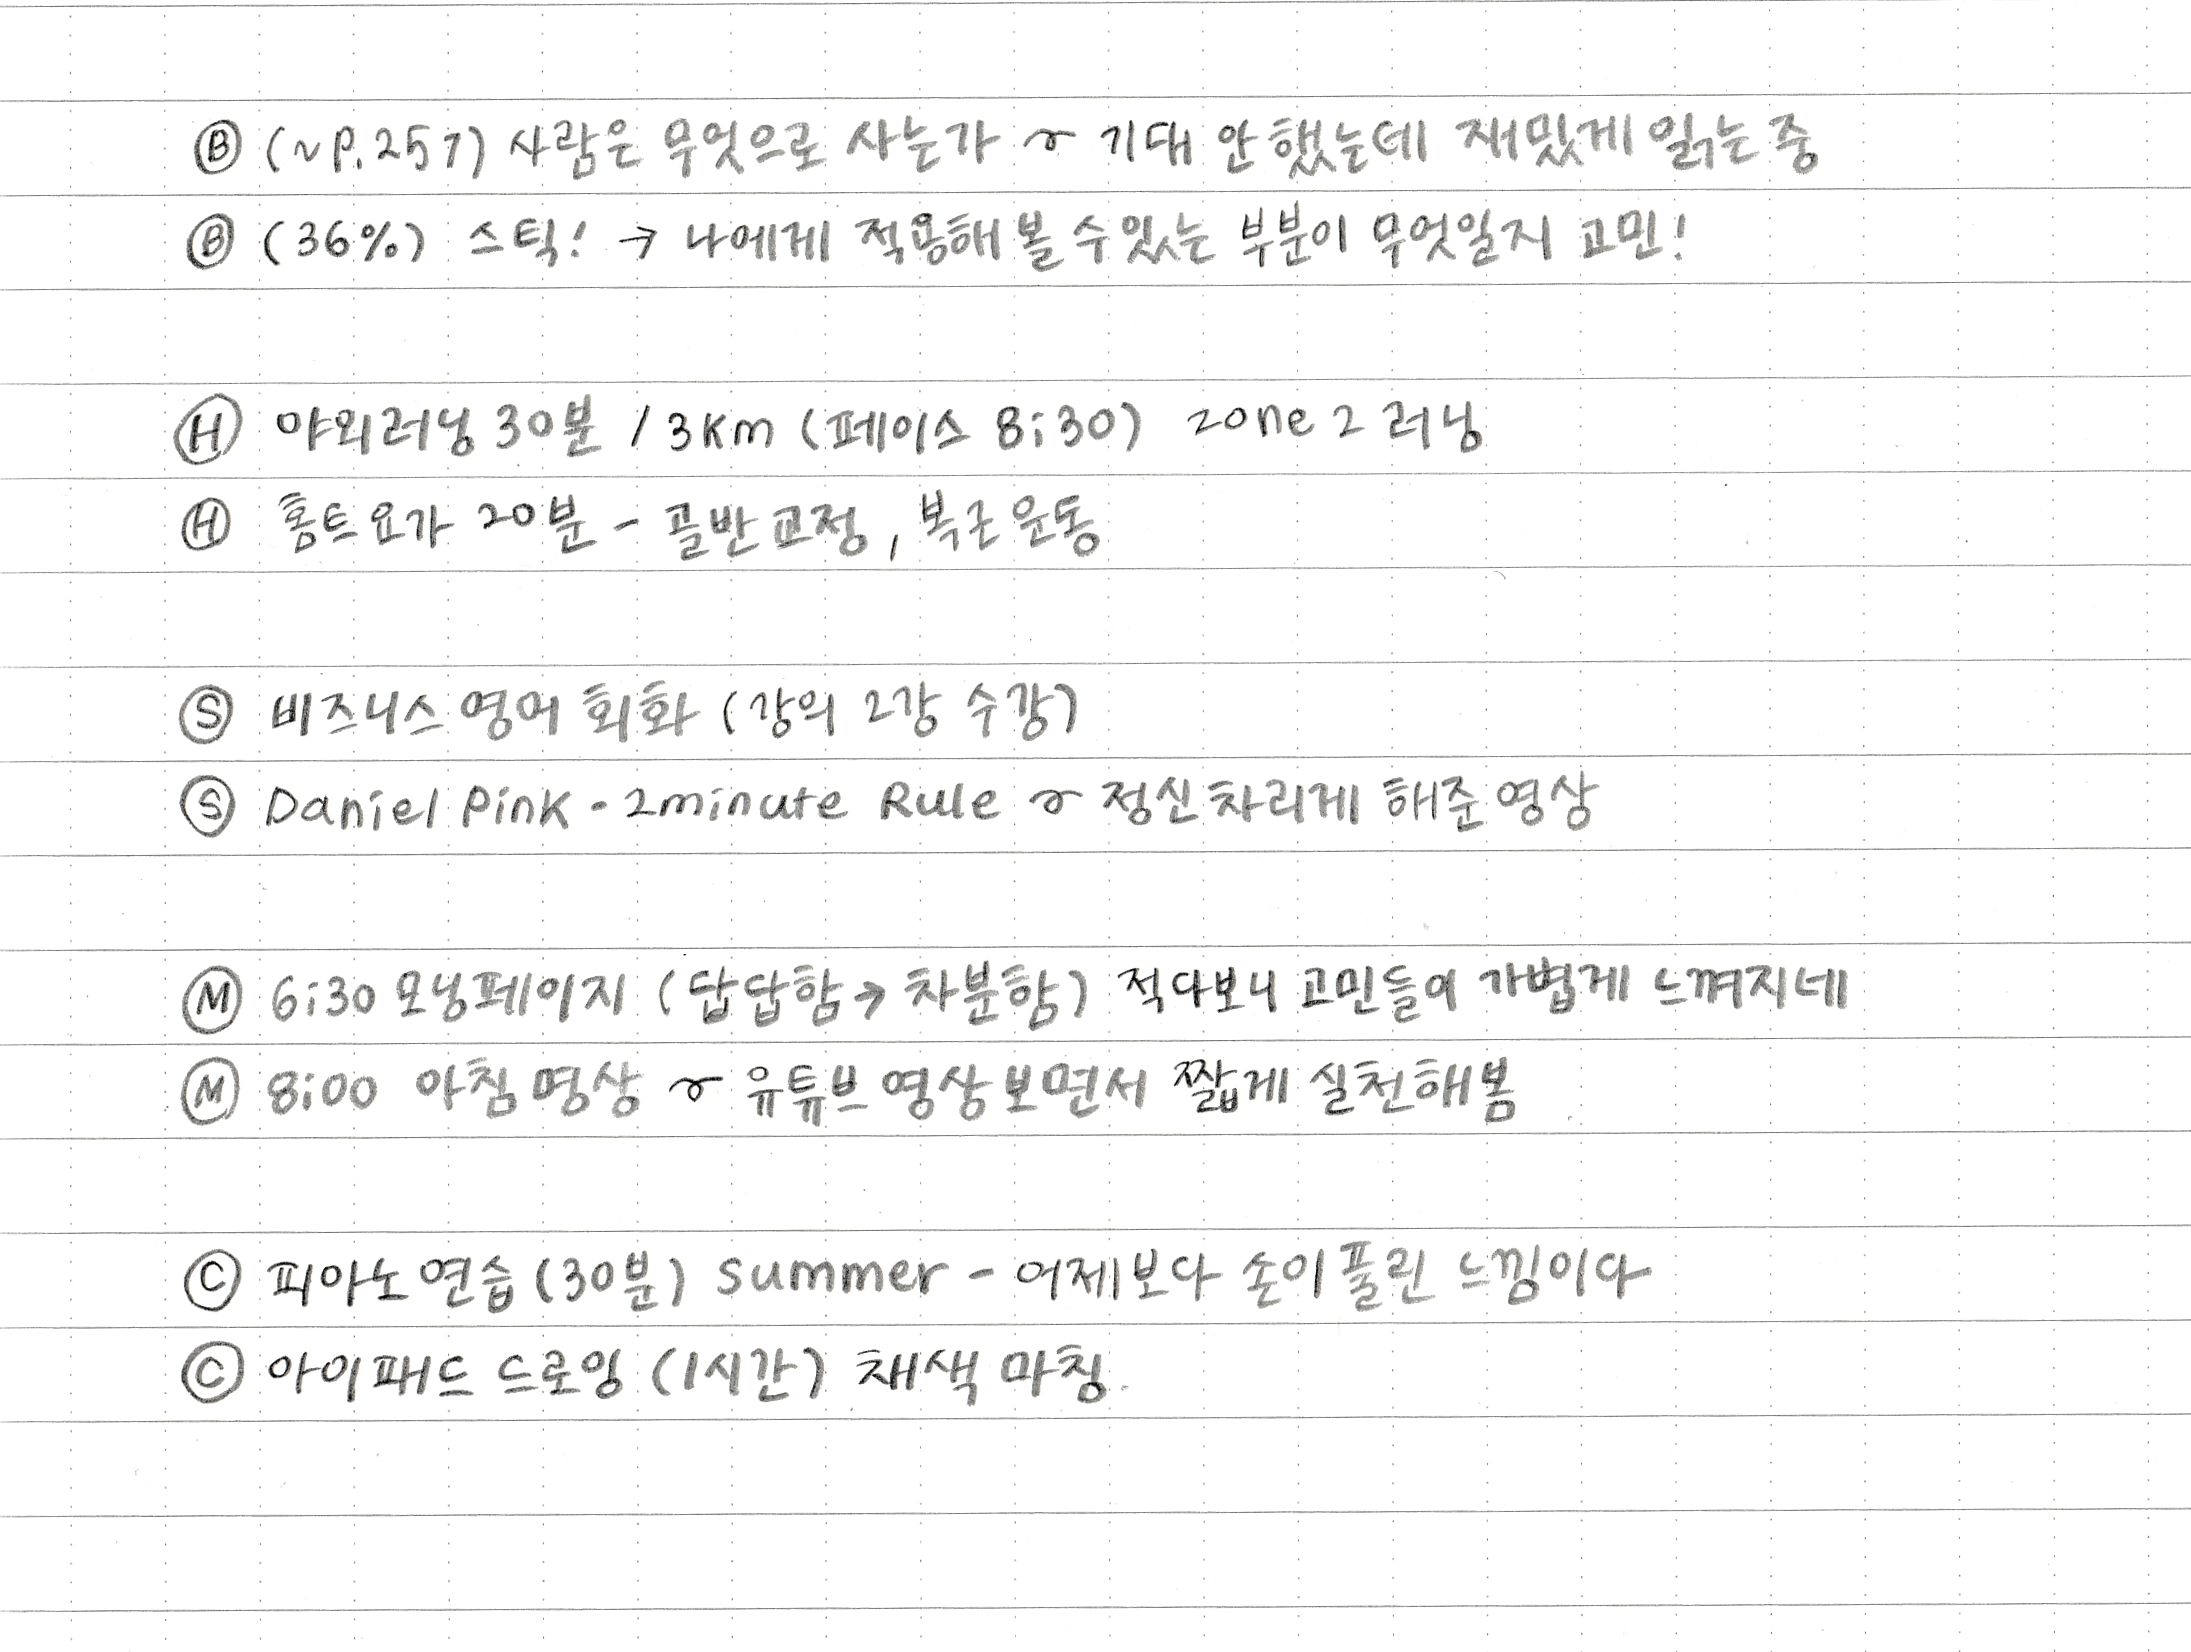 Ⓑ (~P.257) 사람은 무엇으로 사는가 ~ 기대 안했는데 재밌게 읽는 중
Ⓑ (36%) 스틱! → 나에게 적용해 볼 수 있는 부분이 무엇일지 고민!
Ⓗ 야외러닝 30분 / 3km (페이스 8:30) zone 2 러닝
Ⓗ 홈트요가 20분 - 골반교정, 복근운동
Ⓢ 비즈니스 영어 회화 (강의 2강 수강)
Ⓢ Daniel Pink - 2minute Rule ~ 정신차리게 해준 영상
Ⓜ 6:30 모닝페이지 (답답함 → 차분함) 적다보니 고민들이 가볍게 느껴지네
Ⓜ 8:00 아침 명상 ~ 유튜브 영상 보면서 짧게 실천해봄
Ⓒ 피아노 연습 (30분) summer - 어제보다 손이 풀린 느낌이다
Ⓒ 아이패드 드로잉 (1시간) 채색 마침